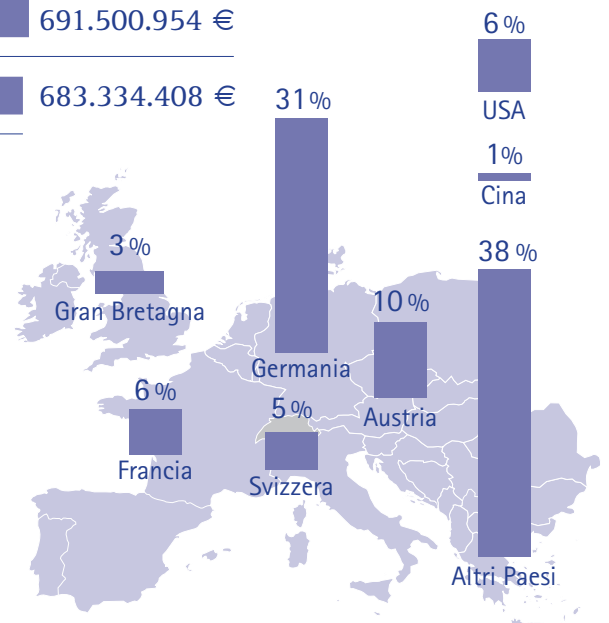 691.500.954 €
683.334.408 €
6%
USA
1%
Cina
31%
3%
Gran Bretagna
38%
10%
Germania
Austria
6%
Francia
5%
Svizzera
Altri Paesi